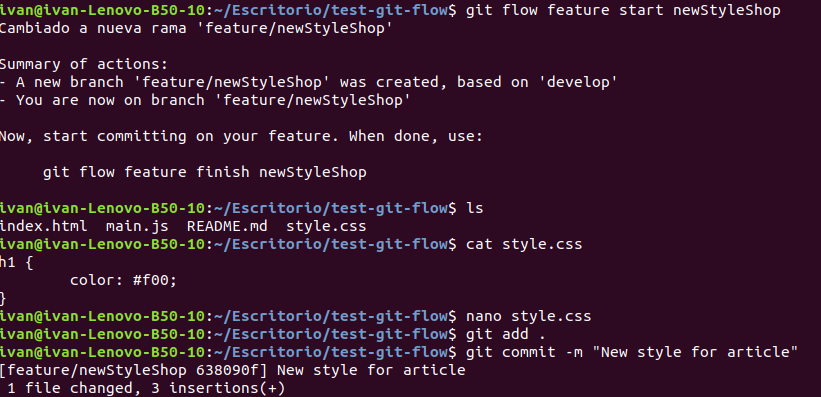 ivan@ivan-Lenovo-B50-10:~/Escritorio/test-git-flow$ git flow feature start newStyleShop
Cambiado a nueva rama 'feature/newStyleShop'

Summary of actions:
- A new branch 'feature/newStyleShop' was created, based on 'develop'
- You are now on branch 'feature/newStyleShop'

Now, start committing on your feature. When done, use:

     git flow feature finish newStyleShop

ivan@ivan-Lenovo-B50-10:~/Escritorio/test-git-flow$ ls
index.html  main.js  README.md  style.css
ivan@ivan-Lenovo-B50-10:~/Escritorio/test-git-flow$ cat style.css
h1 {
        color: #f00;
}
ivan@ivan-Lenovo-B50-10:~/Escritorio/test-git-flow$ nano style.css
ivan@ivan-Lenovo-B50-10:~/Escritorio/test-git-flow$ git add .
ivan@ivan-Lenovo-B50-10:~/Escritorio/test-git-flow$ git commit -m "New style for article"
[feature/newStyleShop 638090f] New style for article
 1 file changed, 3 insertions(+)